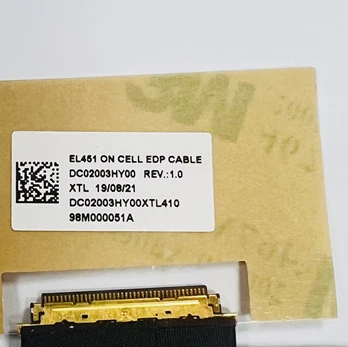 EL451 ON CELL EDP CABLE
DC02003HY00 REV.:1.0
XTL 19/08/21
DC02003HY00XTL410
98M000051A